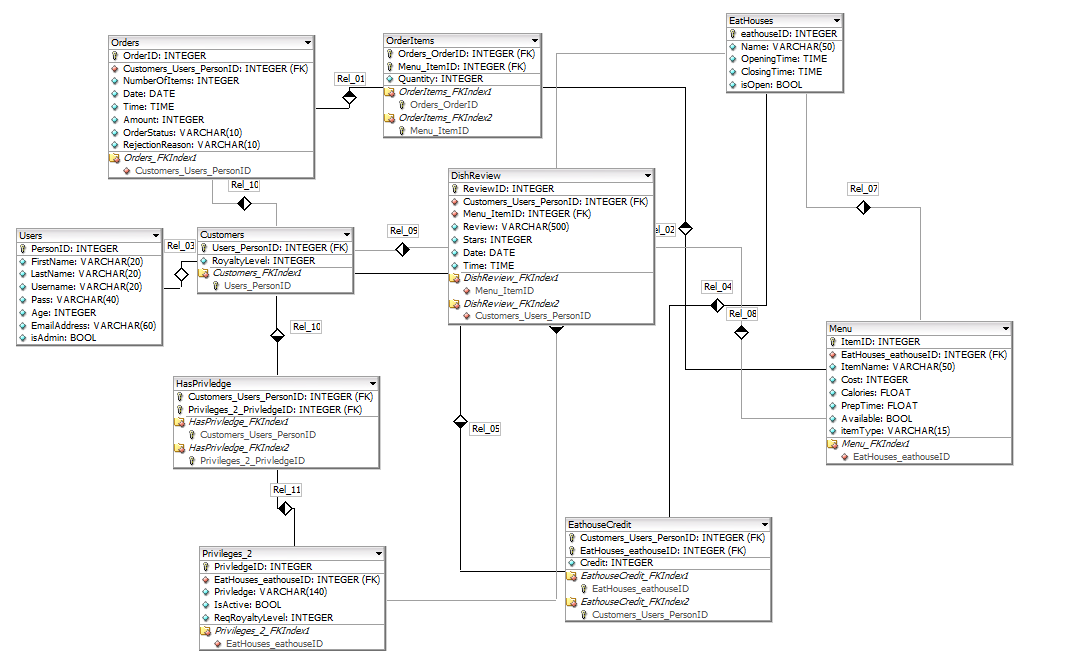 Orders
OrderID: INTEGER
Customers_Users_PersonID: INTEGER (FK)
NumberOfItems: INTEGER
Date: DATE
Time: TIME
Amount: INTEGER
OrderStatus: VARCHAR(10)
RejectionReason: VARCHAR(10)
Orders_FKIndex1
Customers_Users_PersonID
Rel_01
OrderItems
Orders_OrderID: INTEGER (FK)
Menu_ItemID: INTEGER (FK)
Quantity: INTEGER
OrderItems_FKIndex1
Orders_OrderID
OrderItems_FKIndex2
Menu_ItemID
EatHouses
eathouseID: INTEGER
Name: VARCHAR(50)
OpeningTime: TIME
ClosingTime: TIME
isOpen: BOOL
Rel_10
Users
PersonID: INTEGER
FirstName: VARCHAR(20)
LastName: VARCHAR(20)
Username: VARCHAR(20)
Pass: VARCHAR(40)
Age: INTEGER
EmailAddress: VARCHAR(60)
isAdmin: BOOL
Rel_03
Customers
Users_PersonID: INTEGER (FK)
RoyaltyLevel: INTEGER
Customers_FKIndex1
Users_PersonID
Rel_09
DishReview
ReviewID: INTEGER
Customers_Users_PersonID: INTEGER (FK)
Menu_ItemID: INTEGER (FK)
Review: VARCHAR(500)
Stars: INTEGER
Date: DATE
Time: TIME
DishReview_FKIndex1
Menu_ItemID
DishReview_FKIndex2
Customers_Users_PersonID
el_02
Rel_07
Rel_04
Rel_08
Rel_10
Menu
ItemID: INTEGER
EatHouses_eathouseID: INTEGER (FK)
ItemName: VARCHAR(50)
Cost: INTEGER
Calories: FLOAT
PrepTime: FLOAT
Available: BOOL
itemType: VARCHAR(15)
Menu_FKIndex1
EatHouses_eathouseID
HasPrivledge
Customers_Users_PersonID: INTEGER (FK)
Privileges_2_PrivledgeID: INTEGER (FK)
HasPrivledge_FKIndex1
Customers_Users_PersonID
HasPrivledge_FKIndex2
Privileges_2_PrivledgeID
Rel_05
Rel_11
Privileges_2
PrivledgeID: INTEGER
EatHouses_eathouseID: INTEGER (FK)
Privledge: VARCHAR(140)
IsActive: BOOL
ReqRoyaltyLevel: INTEGER
Privileges_2_FKIndex1
EatHouses_eathouseID
EathouseCredit
Customers_Users_PersonID: INTEGER (FK)
EatHouses_eathouseID: INTEGER (FK)
Credit: INTEGER
EathouseCredit_FKIndex1
EatHouses_eathouseID
EathouseCredit_FKIndex2
Customers_Users_PersonID